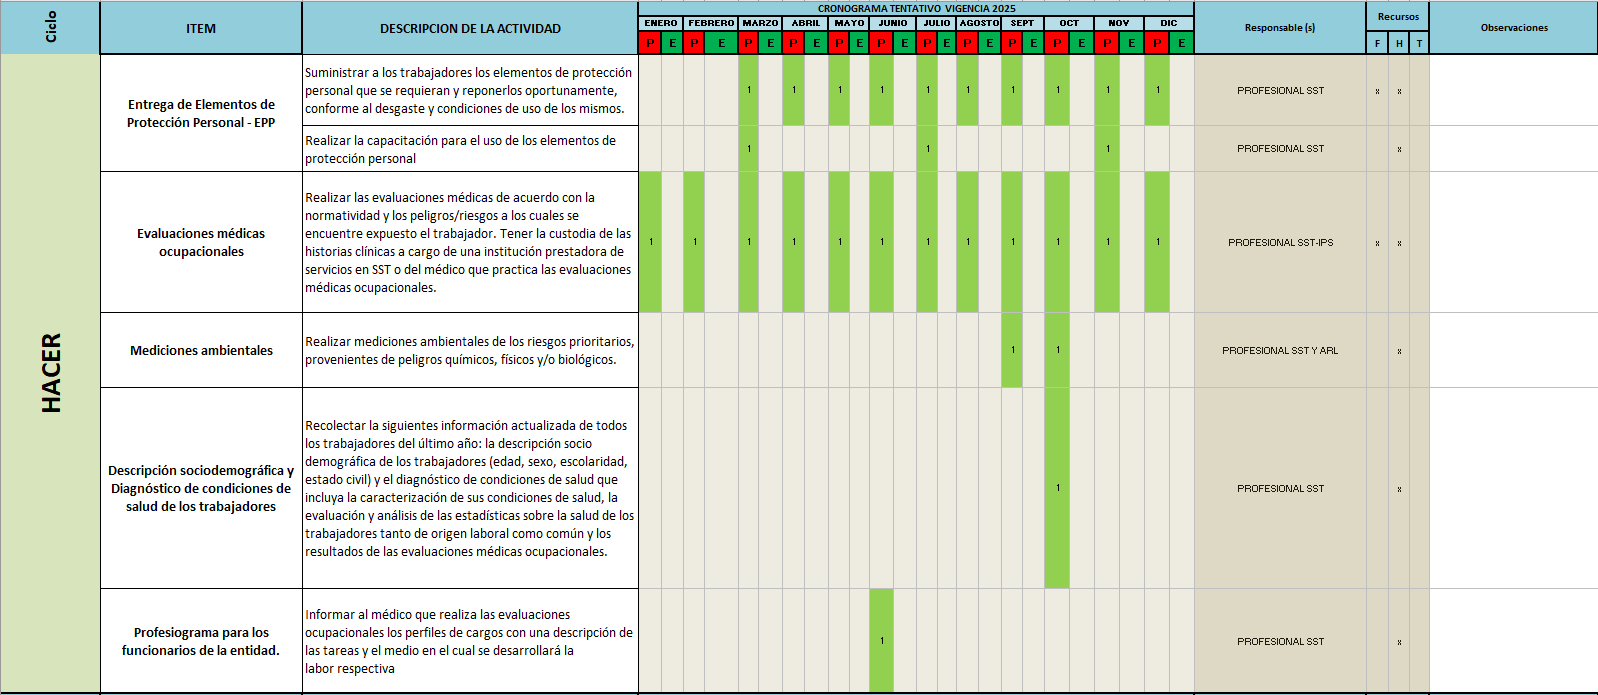 Ciclo
ITEM
DESCRIPCION DE LA ACTIVIDAD
CRONOGRAMA TENTATIVO VIGENCIA 2025
ENERO FEBRERO MARZO ABRIL MAYO JUNIO JULIO AGOSTO SEPT OCT NOV DIC
P E P E P E P E P E P E P E P E P E P E P E P E
Responsable (s)
Recursos
F H T
Observaciones
HACER
Entrega de Elementos de
Protección Personal - EPP
Suministrar a los trabajadores los elementos de protección
personal que se requieran y reponerlos oportunamente,
conforme al desgaste y condiciones de uso de los mismos.
1 1 1 1 1 1 1 1 1 1
PROFESIONAL SST
x x
Realizar la capacitación para el uso de los elementos de
protección personal
1 1 1
PROFESIONAL SST
x
Evaluaciones médicas
ocupacionales
Realizar las evaluaciones médicas de acuerdo con la
normatividad y los peligros/riesgos a los cuales se
encuentre expuesto el trabajador. Tener la custodia de las
historias clínicas a cargo de una institución prestadora de
servicios en SST o del médico que practica las evaluaciones
médicas ocupacionales.
1 1 1 1 1 1 1 1 1 1 1 1
PROFESIONAL SST-IPS
x x
Mediciones ambientales
Realizar mediciones ambientales de los riesgos prioritarios,
provenientes de peligros químicos, físicos y/o biológicos.
1 1
PROFESIONAL SST Y ARL
x
Descripción sociodemográfica y
Diagnóstico de condiciones de
salud de los trabajadores
Recolectar la siguientes información actualizada de todos
los trabajadores del último año: la descripción socio
demográfica de los trabajadores (edad, sexo, escolaridad,
estado civil) y el diagnóstico de condiciones de salud que
incluya la caracterización de sus condiciones de salud, la
evaluación y análisis de las estadísticas sobre la salud de los
trabajadores tanto de origen laboral como común y los
resultados de las evaluaciones médicas ocupacionales.
1
PROFESIONAL SST
x
Profesiograma para los
funcionarios de la entidad.
Informar al médico que realiza las evaluaciones
ocupacionales los perfiles de cargos con una descripción de
las tareas y el medio en el cual se desarrollará la
labor respectiva
1
PROFESIONAL SST
x